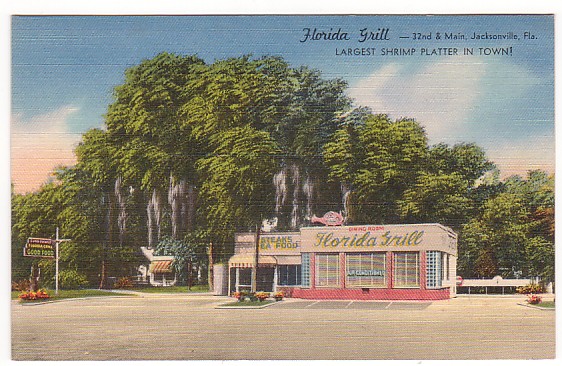 Florida Grill — 32nd & Main, Jacksonville, Fla.
LARGEST SHRIMP PLATTER IN TOWN!
DINING ROOM
Florida Grill
STEAKS
SEA FOOD
AIR CONDITIONED
GOOD FOOD